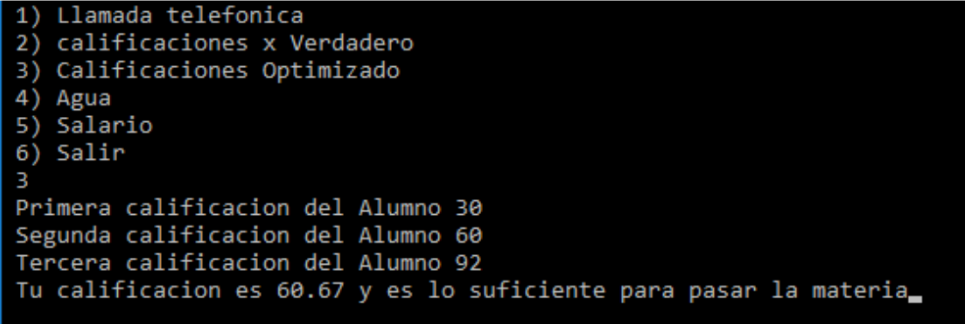 1) Llamada telefonica
2) calificaciones x Verdadero
3) Calificaciones Optimizado
4) Agua
5) Salario
6) Salir
3
Primera calificacion del Alumno 30
Segunda calificacion del Alumno 60
Tercera calificacion del Alumno 92
Tu calificacion es 60.67 y es lo suficiente para pasar la materia